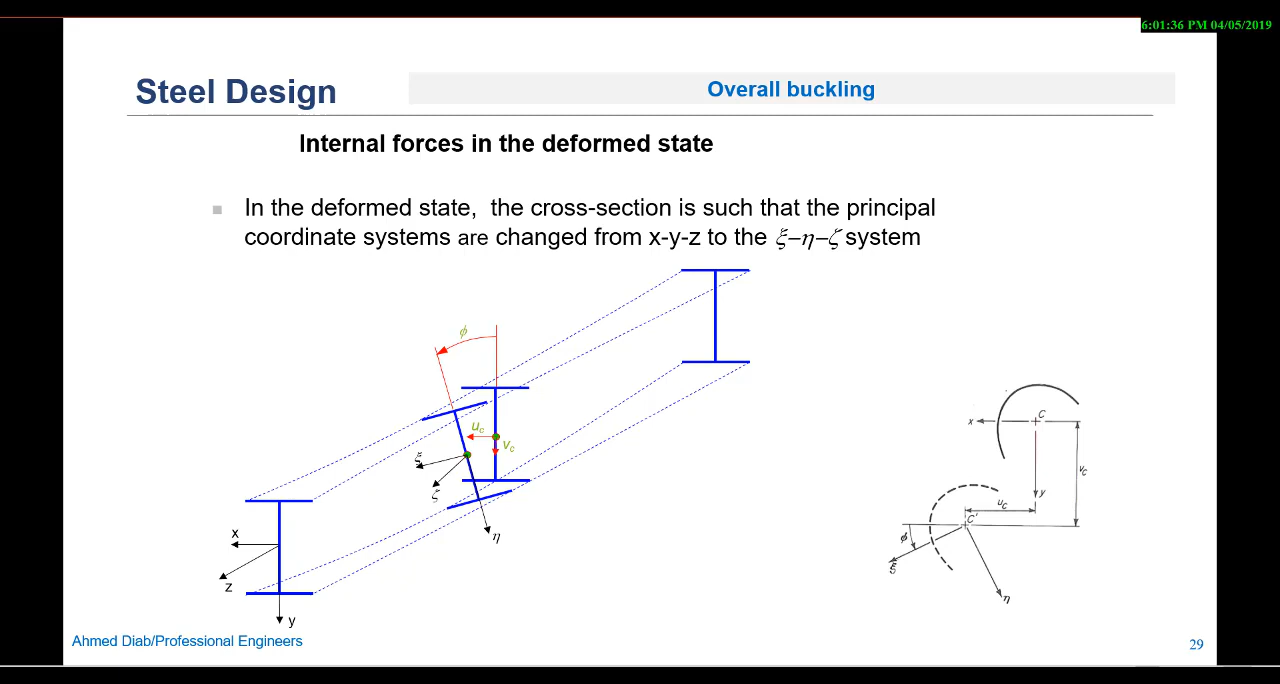 6:01:36 PM 04/05/2019
Steel Design
Overall buckling
Internal forces in the deformed state
In the deformed state, the cross-section is such that the principal
coordinate systems are changed from x-y-z to the ξ–η–ζ system
ϕ
u_c
v_c
ξ
ζ
η
x
z
y
x
C
v_c
y
u_c
C'
ϕ
ξ
η
Ahmed Diab/Professional Engineers
29